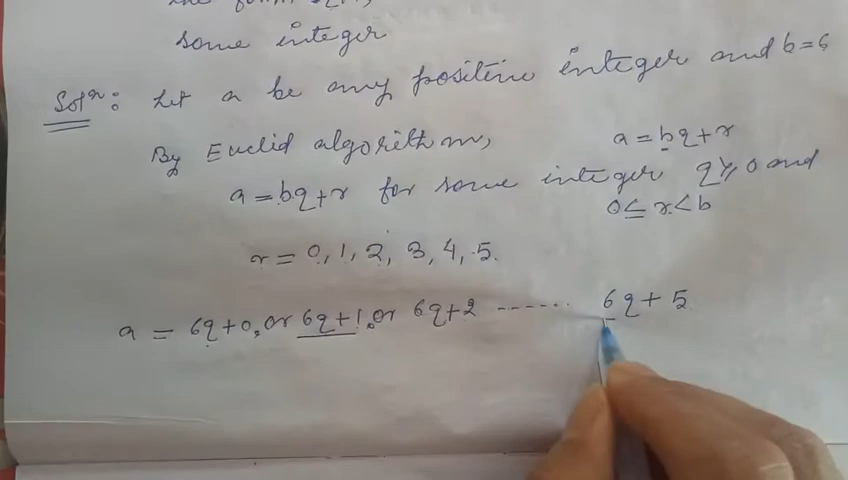 some integer
Solⁿ: Let a be any positive integer and b = 6
By Euclid algorithm, a = bq + r
a = bq + r for some integer q ≥ 0 and
0 ≤ r < b
r = 0, 1, 2, 3, 4, 5.
a = 6q + 0, or 6q + 1, or 6q + 2 ------- 6q + 5